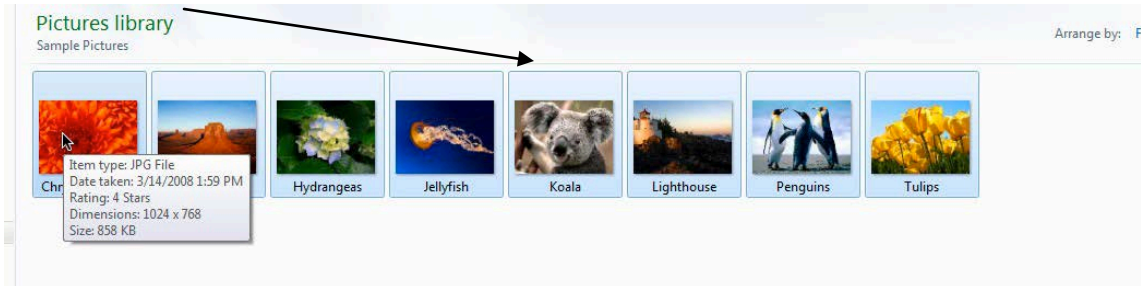 Pictures library
Sample Pictures
Arrange by: F
Hydrangeas
Jellyfish
Koala
Lighthouse
Penguins
Tulips
Chr
Item type: JPG File
Date taken: 3/14/2008 1:59 PM
Rating: 4 Stars
Dimensions: 1024 x 768
Size: 858 KB